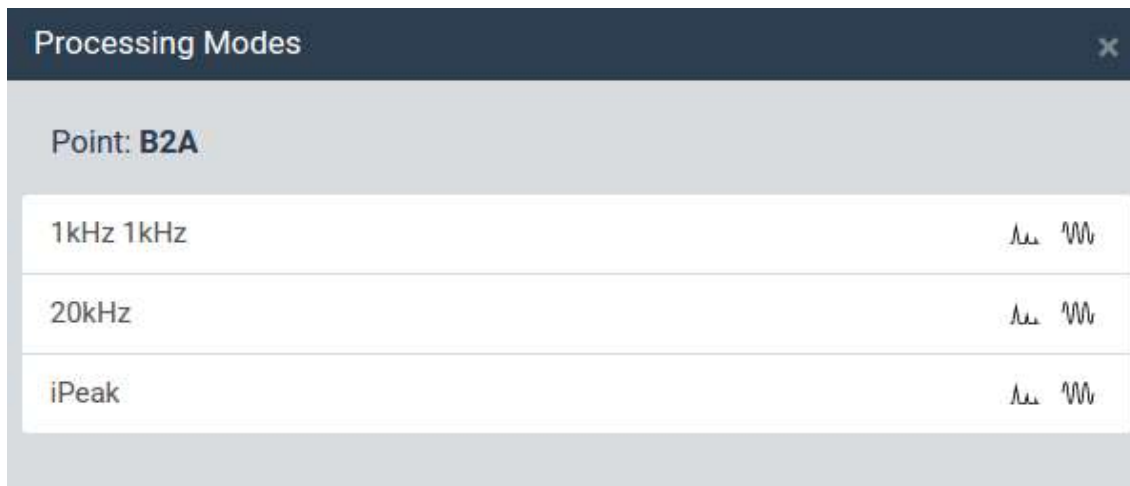 Processing Modes
×
Point: B2A
1kHz 1kHz
20kHz
iPeak